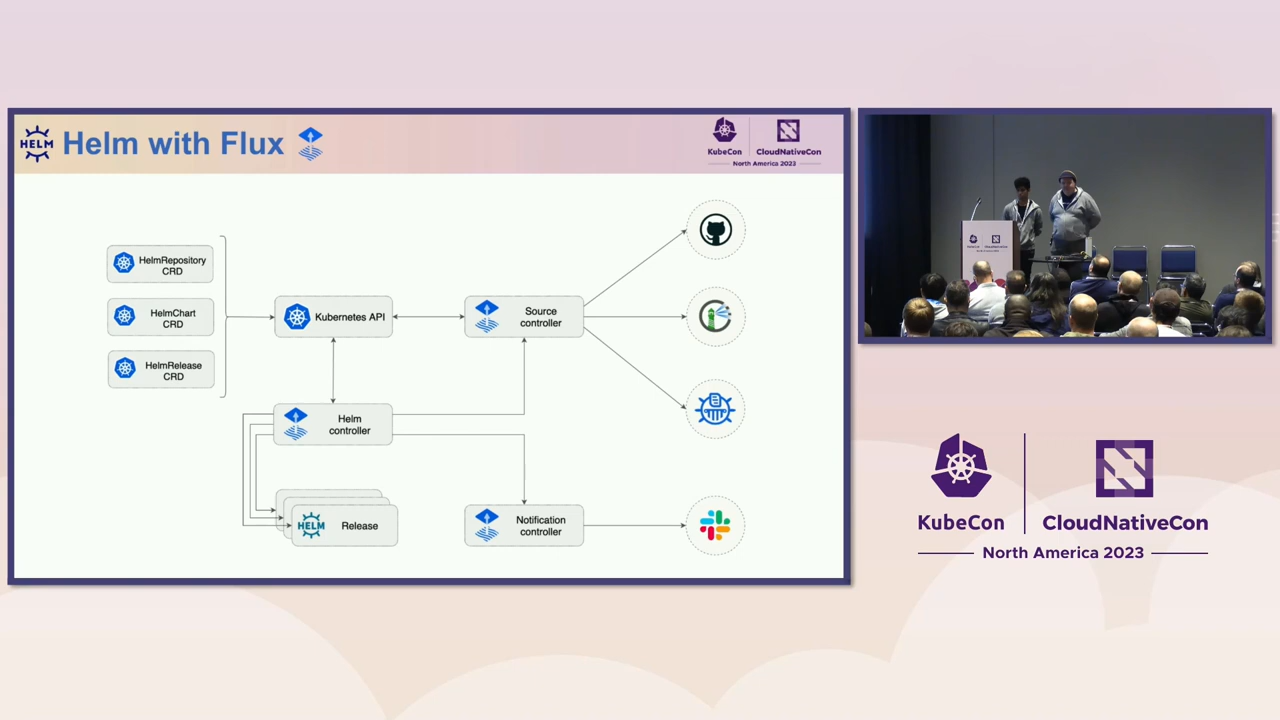 HELM
Helm with Flux
KubeCon
CloudNativeCon
North America 2023
HelmRepository
CRD
HelmChart
CRD
HelmRelease
CRD
Kubernetes API
Source
controller
Helm
controller
HELM
Release
Notification
controller
KubeCon
CloudNativeCon
North America 2023